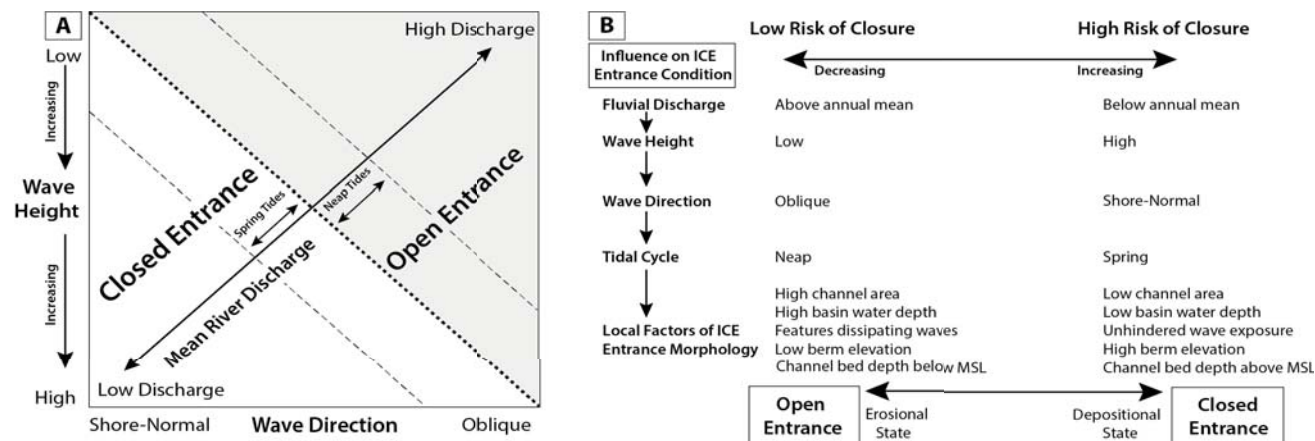 A
Low
Increasing
Wave
Height
Increasing
High
High Discharge
Closed Entrance
Spring Tides
Neap Tides
Open Entrance
Mean River Discharge
Low Discharge
Shore-Normal Wave Direction Oblique
B
Low Risk of Closure High Risk of Closure
Influence on ICE
Entrance Condition
Decreasing Increasing
Fluvial Discharge Above annual mean Below annual mean
Wave Height Low High
Wave Direction Oblique Shore-Normal
Tidal Cycle Neap Spring
Local Factors of ICE
Entrance Morphology
High channel area
High basin water depth
Features dissipating waves
Low berm elevation
Channel bed depth below MSL
Low channel area
Low basin water depth
Unhindered wave exposure
High berm elevation
Channel bed depth above MSL
Open
Entrance
Erosional
State
Depositional
State
Closed
Entrance